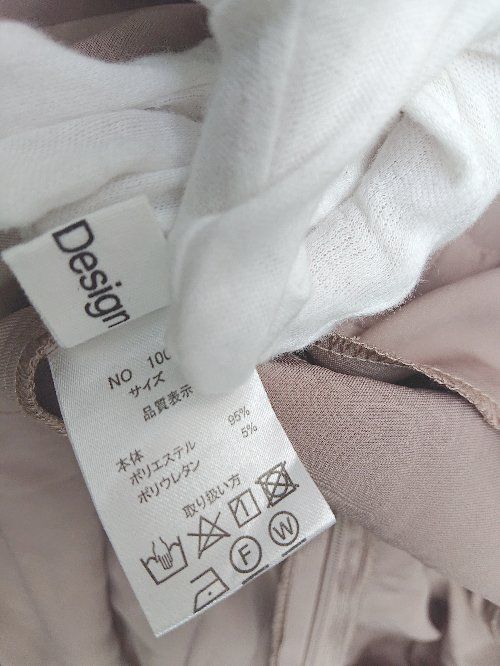 Design
NO 100
サイズ
品質表示
本体
ポリエステル 95%
ポリウレタン 5%
取り扱い方
F W